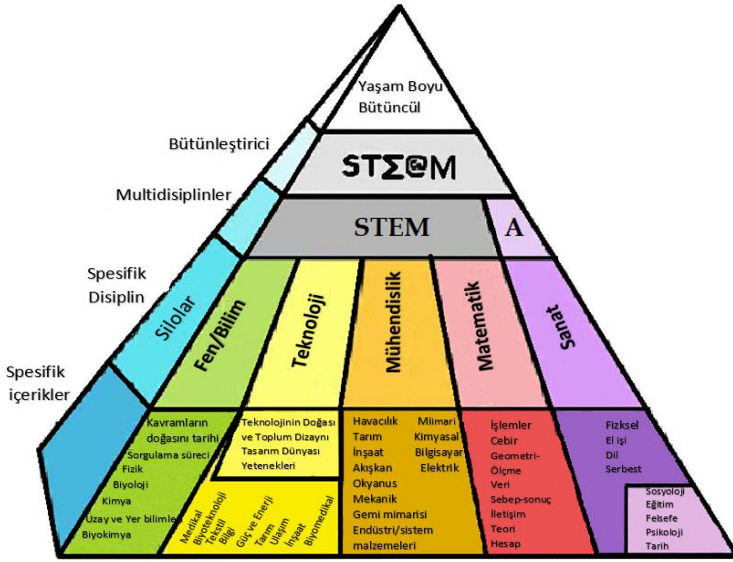 Yaşam Boyu
Bütüncül
Bütünleştirici
STΣ@M
Multidisiplinler
STEM
A
Spesifik
Disiplin
Silolar
Fen/Bilim
Teknoloji
Mühendislik
Matematik
Sanat
Spesifik
içerikler
Kavramların
doğasını tarihi
Sorgulama süreci
Fizik
Biyoloji
Kimya
Uzay ve Yer bilimle
Biyokimya
Teknolojinin Doğası
ve Toplum Dizaynı
Tasarım Dünyası
Yetenekleri
Medikal
Biyoteknoloji
Tekstil
Bilgi
Güç ve Enerji
Tarım
Ulaşım
İnşaat
Biyomedikal
Havacılık
Tarım
İnşaat
Akışkan
Okyanus
Mekanik
Gemi mimarisi
Endüstri/sistem
malzemeleri
Miimari
Kimyasal
Bilgisayar
Elektrik
İşlemler
Cebir
Geometri-
Ölçme
Veri
Sebep-sonuç
İletişim
Teori
Hesap
Fizksel
El işi
Dil
Serbest
Sosyoloji
Eğitim
Felsefe
Psikoloji
Tarih